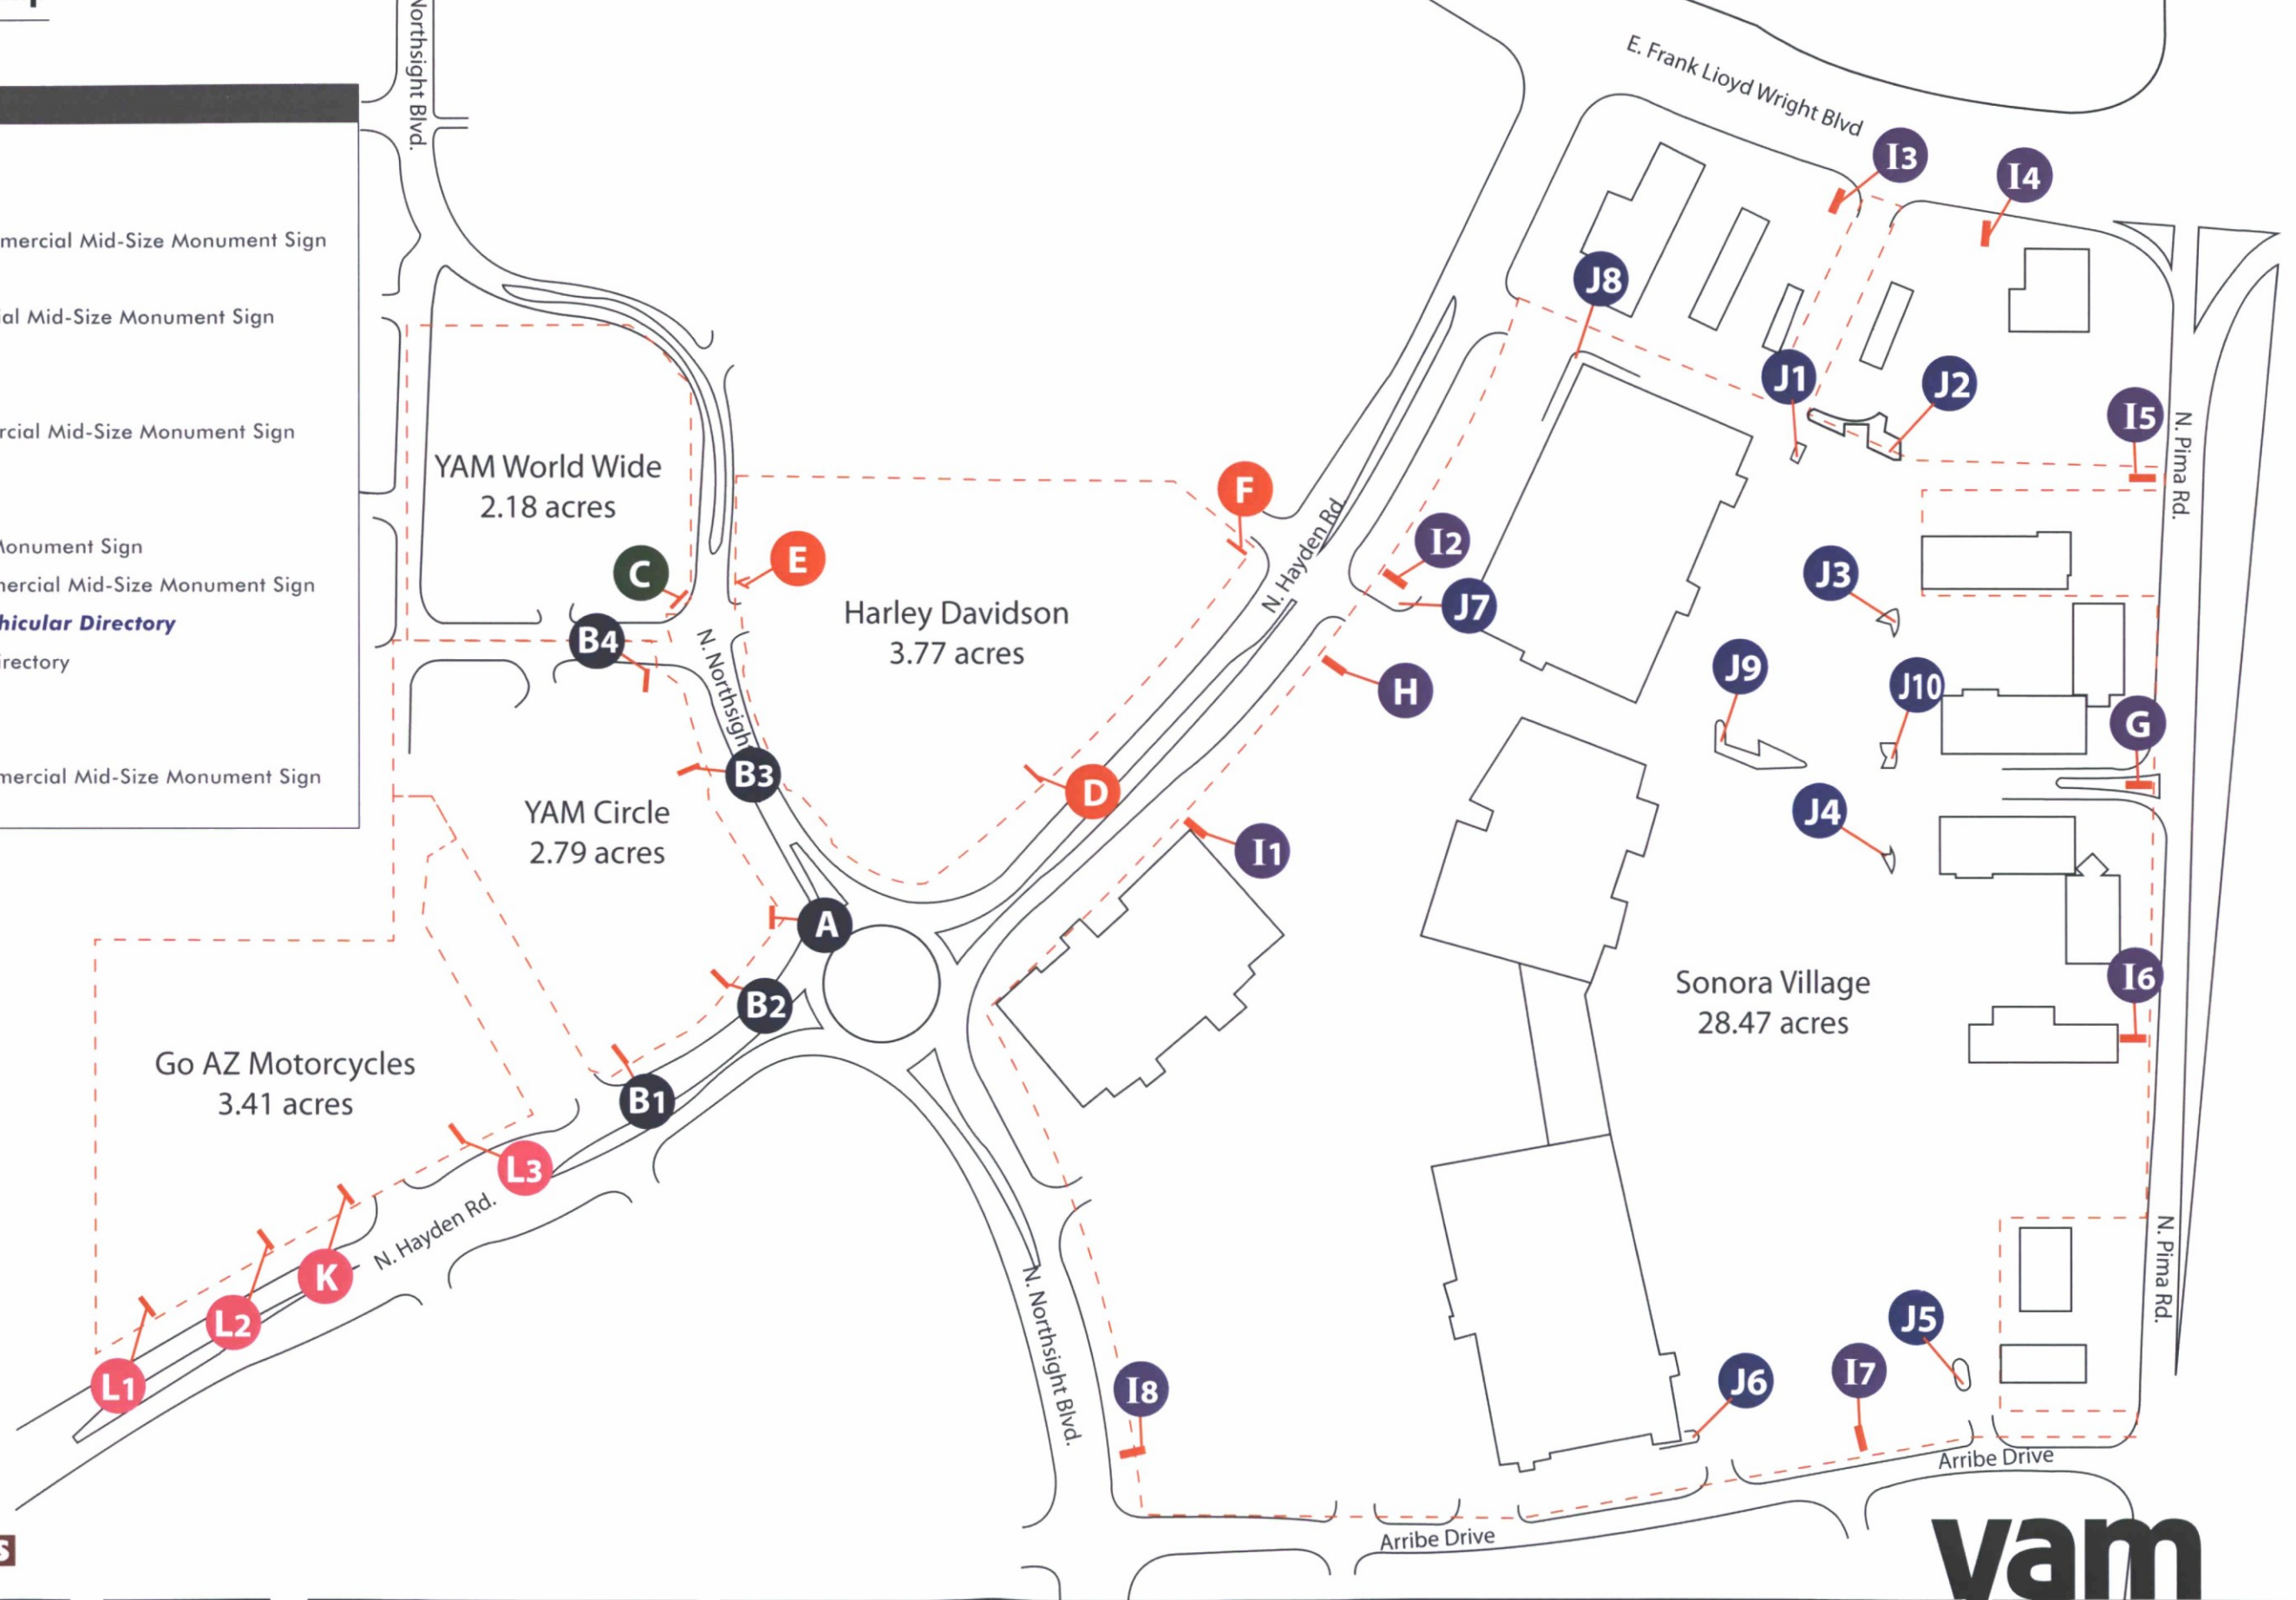 Northsight Blvd.
E. Frank Lioyd Wright Blvd
I3
I4
mercial Mid-Size Monument Sign
ial Mid-Size Monument Sign
rcial Mid-Size Monument Sign
Monument Sign
mercial Mid-Size Monument Sign
hicular Directory
irectory
mercial Mid-Size Monument Sign
J8
J1
J2
I5
N. Pima Rd.
YAM World Wide
2.18 acres
F
E
C
B4
N. Hayden Rd.
I2
J7
J3
Harley Davidson
3.77 acres
N. Northsigh
H
J9
J10
G
B3
D
YAM Circle
2.79 acres
I1
J4
A
B2
Sonora Village
28.47 acres
I6
Go AZ Motorcycles
3.41 acres
B1
L3
N. Hayden Rd.
K
L2
L1
N. Northsight Blvd.
N. Pima Rd.
J5
I7
J6
I8
Arribe Drive
Arribe Drive
s
vam